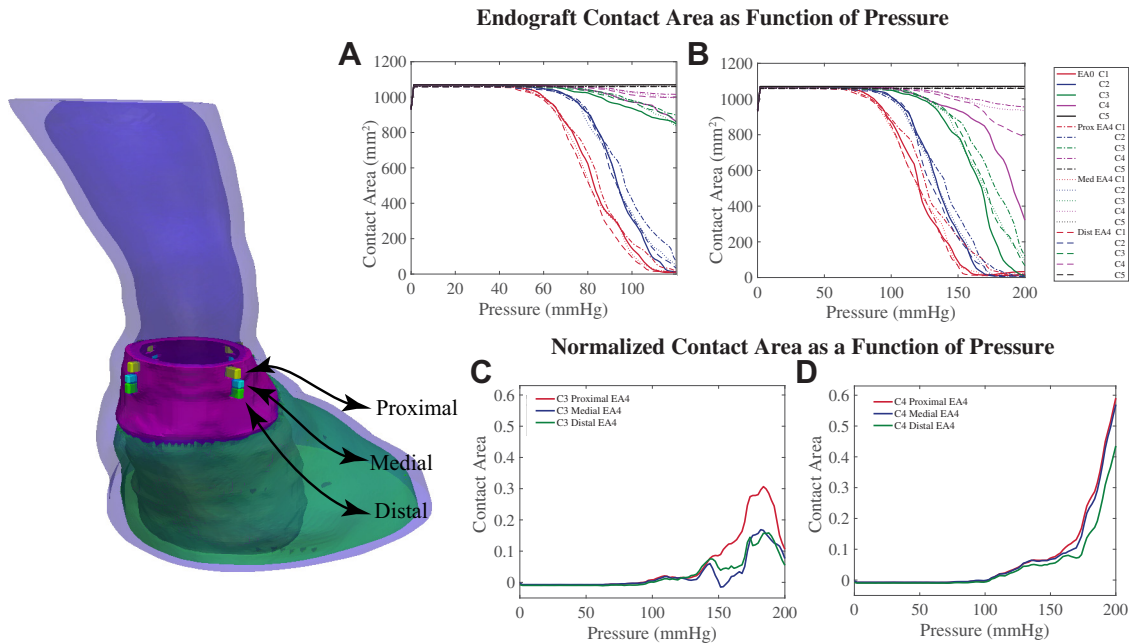 Endograft Contact Area as Function of Pressure
A
1200
1000
800
600
400
200
0
Contact Area (mm²)
0 20 40 60 80 100
Pressure (mmHg)
B
1200
1000
800
600
400
200
0
Contact Area (mm²)
0 50 100 150 200
Pressure (mmHg)
EA0 C1
C2
C3
C4
C5
Prox EA4 C1
C2
C3
C4
C5
Med EA4 C1
C2
C3
C4
C5
Dist EA4 C1
C2
C3
C4
C5
Proximal
Medial
Distal
Normalized Contact Area as a Function of Pressure
C
0.6
0.5
0.4
0.3
0.2
0.1
0
Contact Area
C3 Proximal EA4
C3 Medial EA4
C3 Distal EA4
0 50 100 150 200
Pressure (mmHg)
D
0.6
0.5
0.4
0.3
0.2
0.1
0
Contact Area
C4 Proximal EA4
C4 Medial EA4
C4 Distal EA4
0 50 100 150 200
Pressure (mmHg)